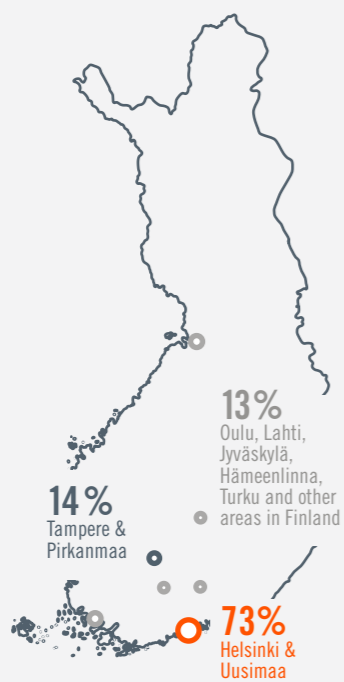 13%
Oulu, Lahti,
Jyväskylä,
Hämeenlinna,
Turku and other
areas in Finland
14%
Tampere &
Pirkanmaa
73%
Helsinki &
Uusimaa